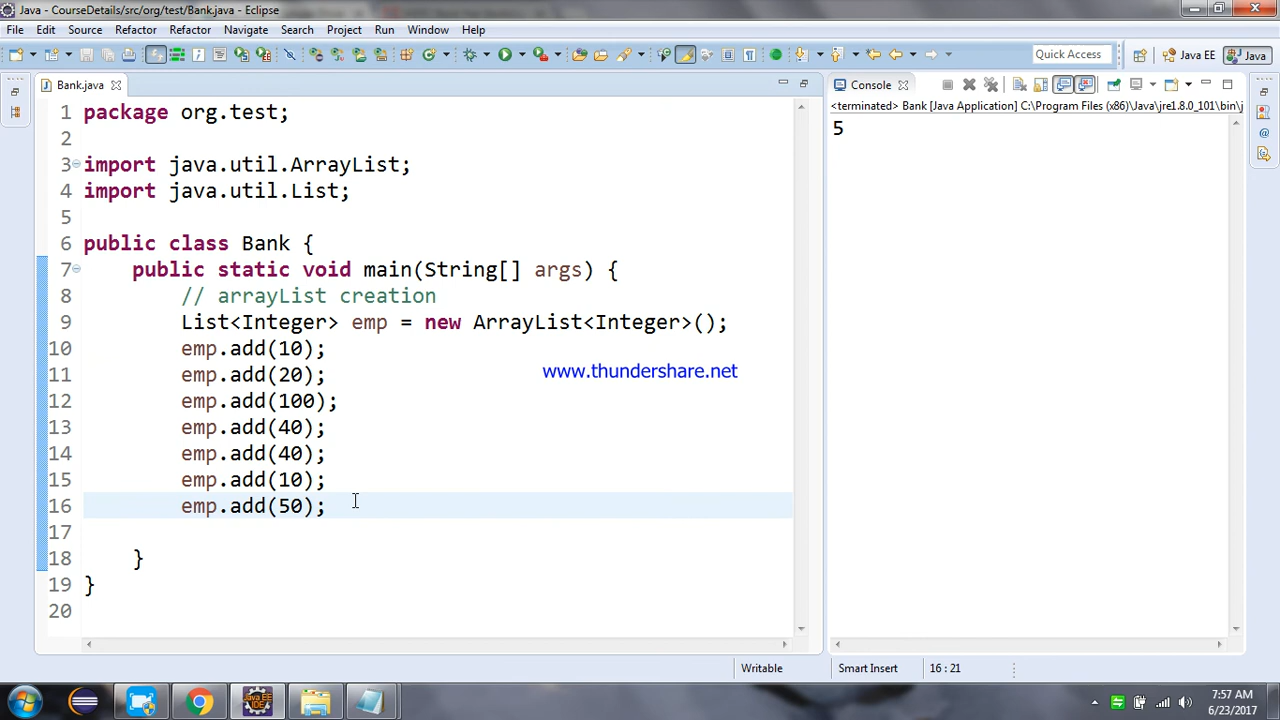 Java - CourseDetails/src/org/test/Bank.java - Eclipse
File Edit Source Refactor Refactor Navigate Search Project Run Window Help
Quick Access
Java EE
Java
Bank.java
Console
<terminated> Bank [Java Application] C:\Program Files (x86)\Java\jre1.8.0_101\bin\j
5
1 package org.test;
2
3 import java.util.ArrayList;
4 import java.util.List;
5
6 public class Bank {
7 public static void main(String[] args) {
8 // arrayList creation
9 List<Integer> emp = new ArrayList<Integer>();
10 emp.add(10);
11 emp.add(20);
www.thundershare.net
12 emp.add(100);
13 emp.add(40);
14 emp.add(40);
15 emp.add(10);
16 emp.add(50);
17
18 }
19 }
20
Writable Smart Insert 16 : 21
Java EE IDE
7:57 AM
6/23/2017